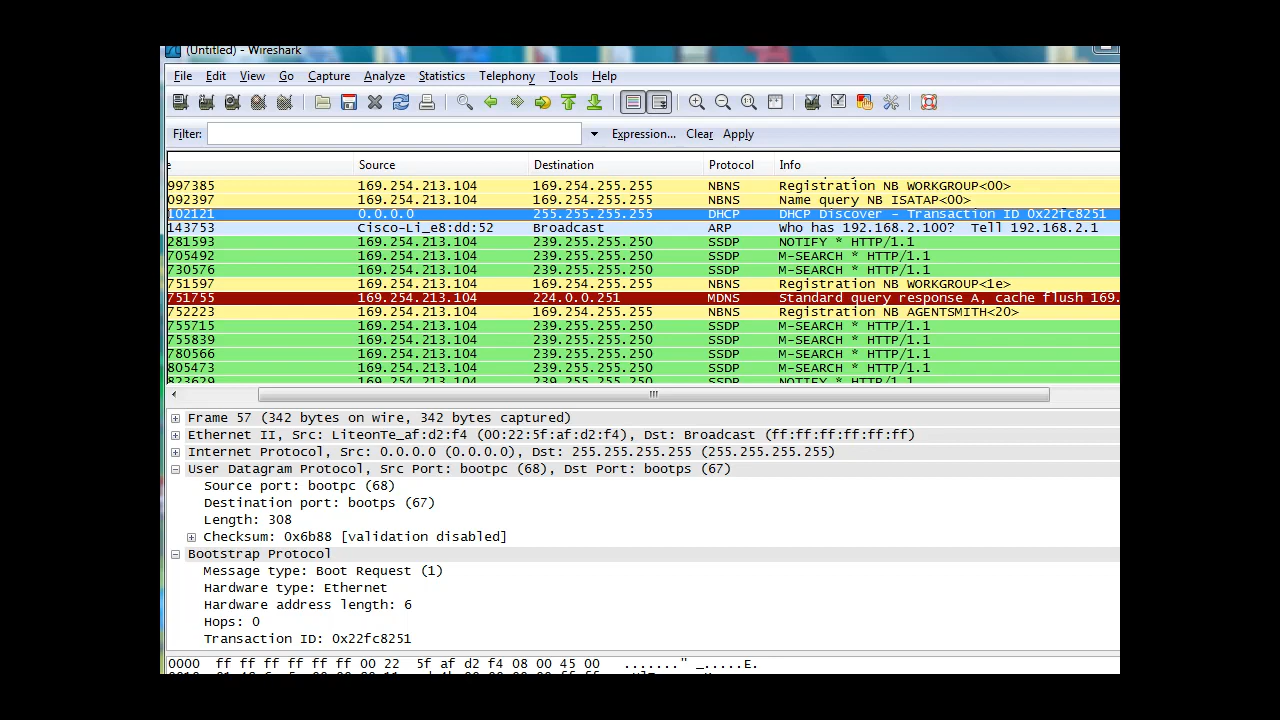 (Untitled) - Wireshark
File Edit View Go Capture Analyze Statistics Telephony Tools Help
Filter: Expression... Clear Apply
Source Destination Protocol Info
997385 169.254.213.104 169.254.255.255 NBNS Registration NB WORKGROUP<00>
092397 169.254.213.104 169.254.255.255 NBNS Name query NB ISATAP<00>
102121 0.0.0.0 255.255.255.255 DHCP DHCP Discover - Transaction ID 0x22fc8251
143753 Cisco-Li_e8:dd:52 Broadcast ARP Who has 192.168.2.100? Tell 192.168.2.1
281593 169.254.213.104 239.255.255.250 SSDP NOTIFY * HTTP/1.1
705492 169.254.213.104 239.255.255.250 SSDP M-SEARCH * HTTP/1.1
730576 169.254.213.104 239.255.255.250 SSDP M-SEARCH * HTTP/1.1
751597 169.254.213.104 169.254.255.255 NBNS Registration NB WORKGROUP<1e>
751755 169.254.213.104 224.0.0.251 MDNS Standard query response A, cache flush 169.
752223 169.254.213.104 169.254.255.255 NBNS Registration NB AGENTSMITH<20>
755715 169.254.213.104 239.255.255.250 SSDP M-SEARCH * HTTP/1.1
755839 169.254.213.104 239.255.255.250 SSDP M-SEARCH * HTTP/1.1
780566 169.254.213.104 239.255.255.250 SSDP M-SEARCH * HTTP/1.1
805473 169.254.213.104 239.255.255.250 SSDP M-SEARCH * HTTP/1.1
823629 169.254.213.104 239.255.255.250 SSDP NOTIFY * HTTP/1.1
Frame 57 (342 bytes on wire, 342 bytes captured)
Ethernet II, Src: LiteonTe_af:d2:f4 (00:22:5f:af:d2:f4), Dst: Broadcast (ff:ff:ff:ff:ff:ff)
Internet Protocol, Src: 0.0.0.0 (0.0.0.0), Dst: 255.255.255.255 (255.255.255.255)
User Datagram Protocol, Src Port: bootpc (68), Dst Port: bootps (67)
Source port: bootpc (68)
Destination port: bootps (67)
Length: 308
Checksum: 0x6b88 [validation disabled]
Bootstrap Protocol
Message type: Boot Request (1)
Hardware type: Ethernet
Hardware address length: 6
Hops: 0
Transaction ID: 0x22fc8251
0000 ff ff ff ff ff ff 00 22 5f af d2 f4 08 00 45 00 ......." _.....E.